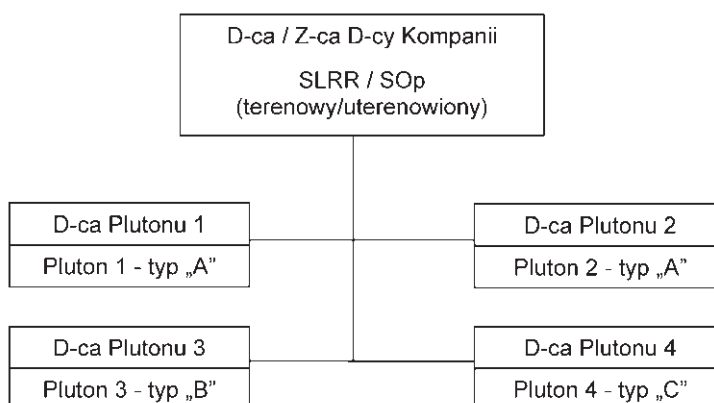 D-ca / Z-ca D-cy Kompanii
SLRR / SOp
(terenowy/uterenowiony)
D-ca Plutonu 1
Pluton 1 - typ „A”
D-ca Plutonu 2
Pluton 2 - typ „A”
D-ca Plutonu 3
Pluton 3 - typ „B”
D-ca Plutonu 4
Pluton 4 - typ „C”